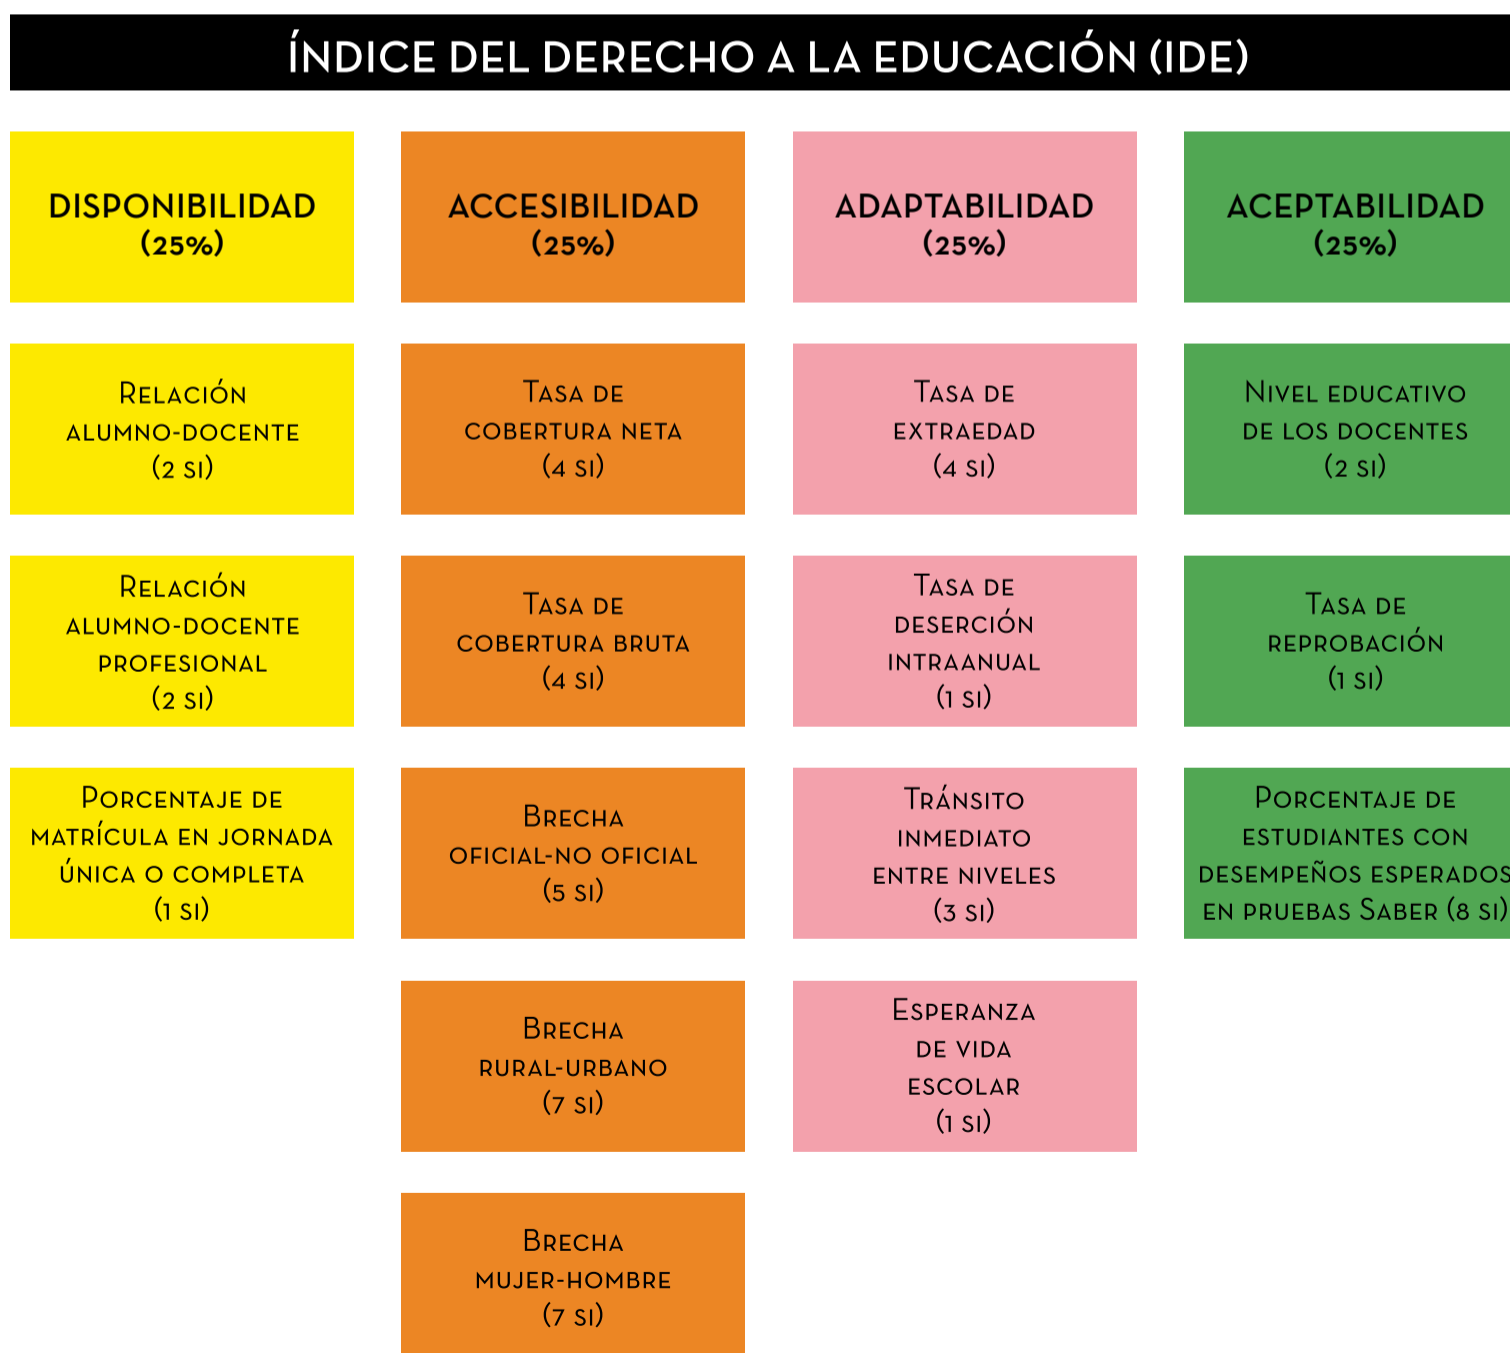 ÍNDICE DEL DERECHO A LA EDUCACIÓN (IDE)
DISPONIBILIDAD
(25%)
RELACIÓN
ALUMNO-DOCENTE
(2 SI)
RELACIÓN
ALUMNO-DOCENTE
PROFESIONAL
(2 SI)
PORCENTAJE DE
MATRÍCULA EN JORNADA
ÚNICA O COMPLETA
(1 SI)
ACCESIBILIDAD
(25%)
TASA DE
COBERTURA NETA
(4 SI)
TASA DE
COBERTURA BRUTA
(4 SI)
BRECHA
OFICIAL-NO OFICIAL
(5 SI)
BRECHA
RURAL-URBANO
(7 SI)
BRECHA
MUJER-HOMBRE
(7 SI)
ADAPTABILIDAD
(25%)
TASA DE
EXTRAEDAD
(4 SI)
TASA DE
DESERCIÓN
INTRAANUAL
(1 SI)
TRÁNSITO
INMEDIATO
ENTRE NIVELES
(3 SI)
ESPERANZA
DE VIDA
ESCOLAR
(1 SI)
ACEPTABILIDAD
(25%)
NIVEL EDUCATIVO
DE LOS DOCENTES
(2 SI)
TASA DE
REPROBACIÓN
(1 SI)
PORCENTAJE DE
ESTUDIANTES CON
DESEMPEÑOS ESPERADOS
EN PRUEBAS SABER (8 SI)